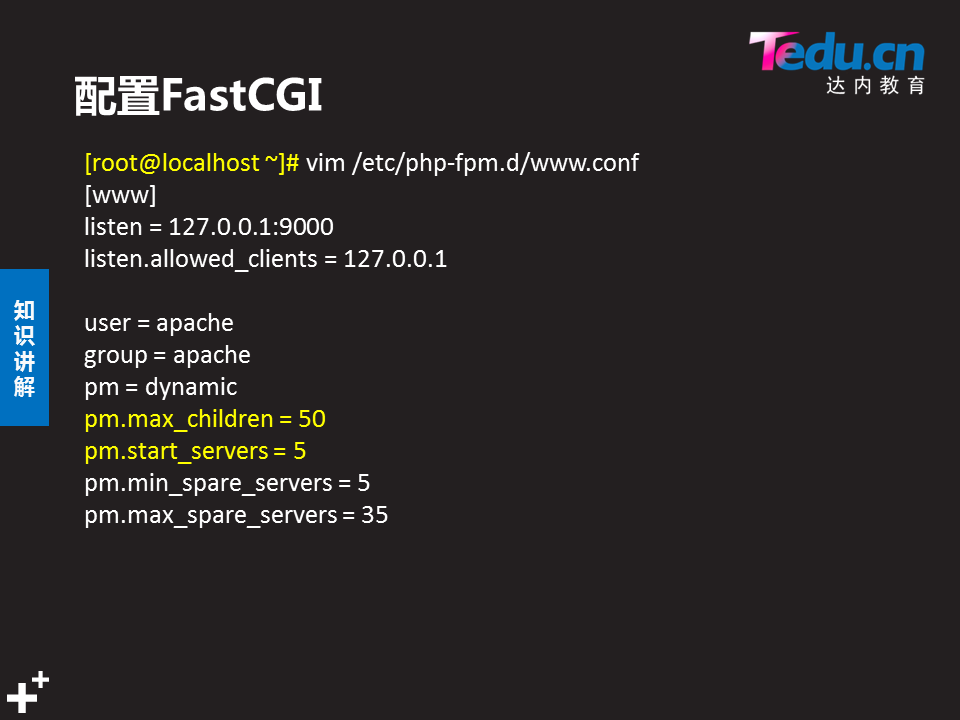 Tedu.cn
达内教育
配置FastCGI
[root@localhost ~]# vim /etc/php-fpm.d/www.conf
[www]
listen = 127.0.0.1:9000
listen.allowed_clients = 127.0.0.1
user = apache
group = apache
pm = dynamic
pm.max_children = 50
pm.start_servers = 5
pm.min_spare_servers = 5
pm.max_spare_servers = 35
知识讲解